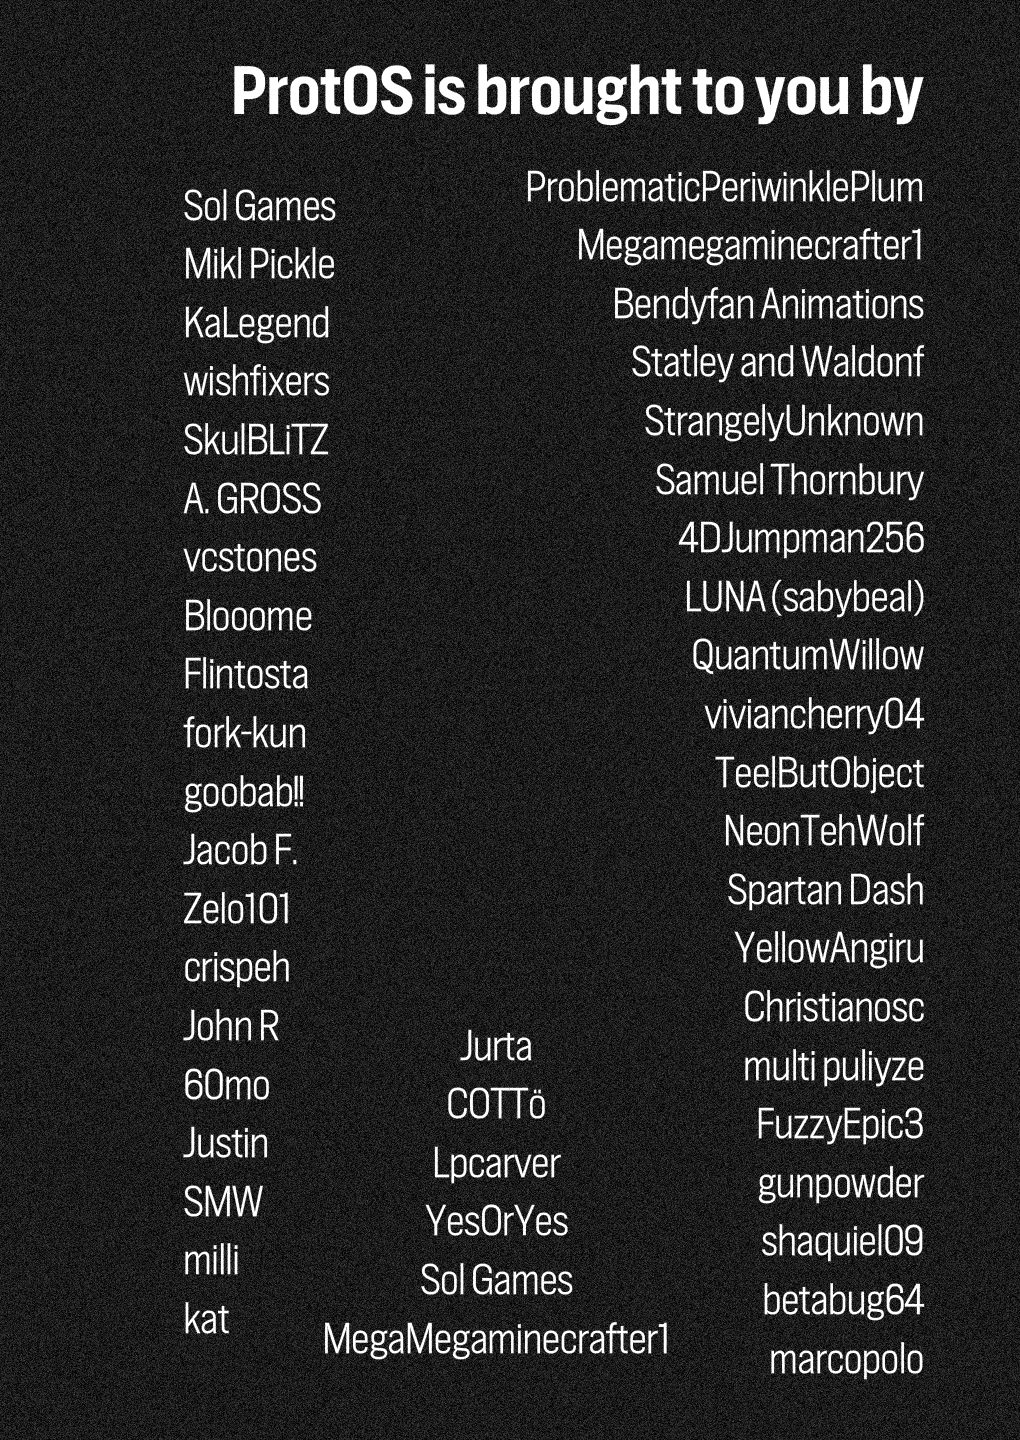 ProtOS is brought to you by
Sol Games
Mikl Pickle
KaLegend
wishfixers
SkulBLiTZ
A. GROSS
vcstones
Blooome
Flintosta
fork-kun
goobab!!
Jacob F.
Zelo101
crispeh
John R
60mo
Justin
SMW
milli
kat
Jurta
COTTö
Lpcarver
YesOrYes
Sol Games
MegaMegaminecrafter1
ProblematicPeriwinklePlum
Megamegaminecrafter1
Bendyfan Animations
Statley and Waldonf
StrangelyUnknown
Samuel Thornbury
4DJumpman256
LUNA (sabybeal)
QuantumWillow
viviancherry04
TeelButObject
NeonTehWolf
Spartan Dash
YellowAngiru
Christianosc
multi puliyze
FuzzyEpic3
gunpowder
shaquiel09
betabug64
marcopolo